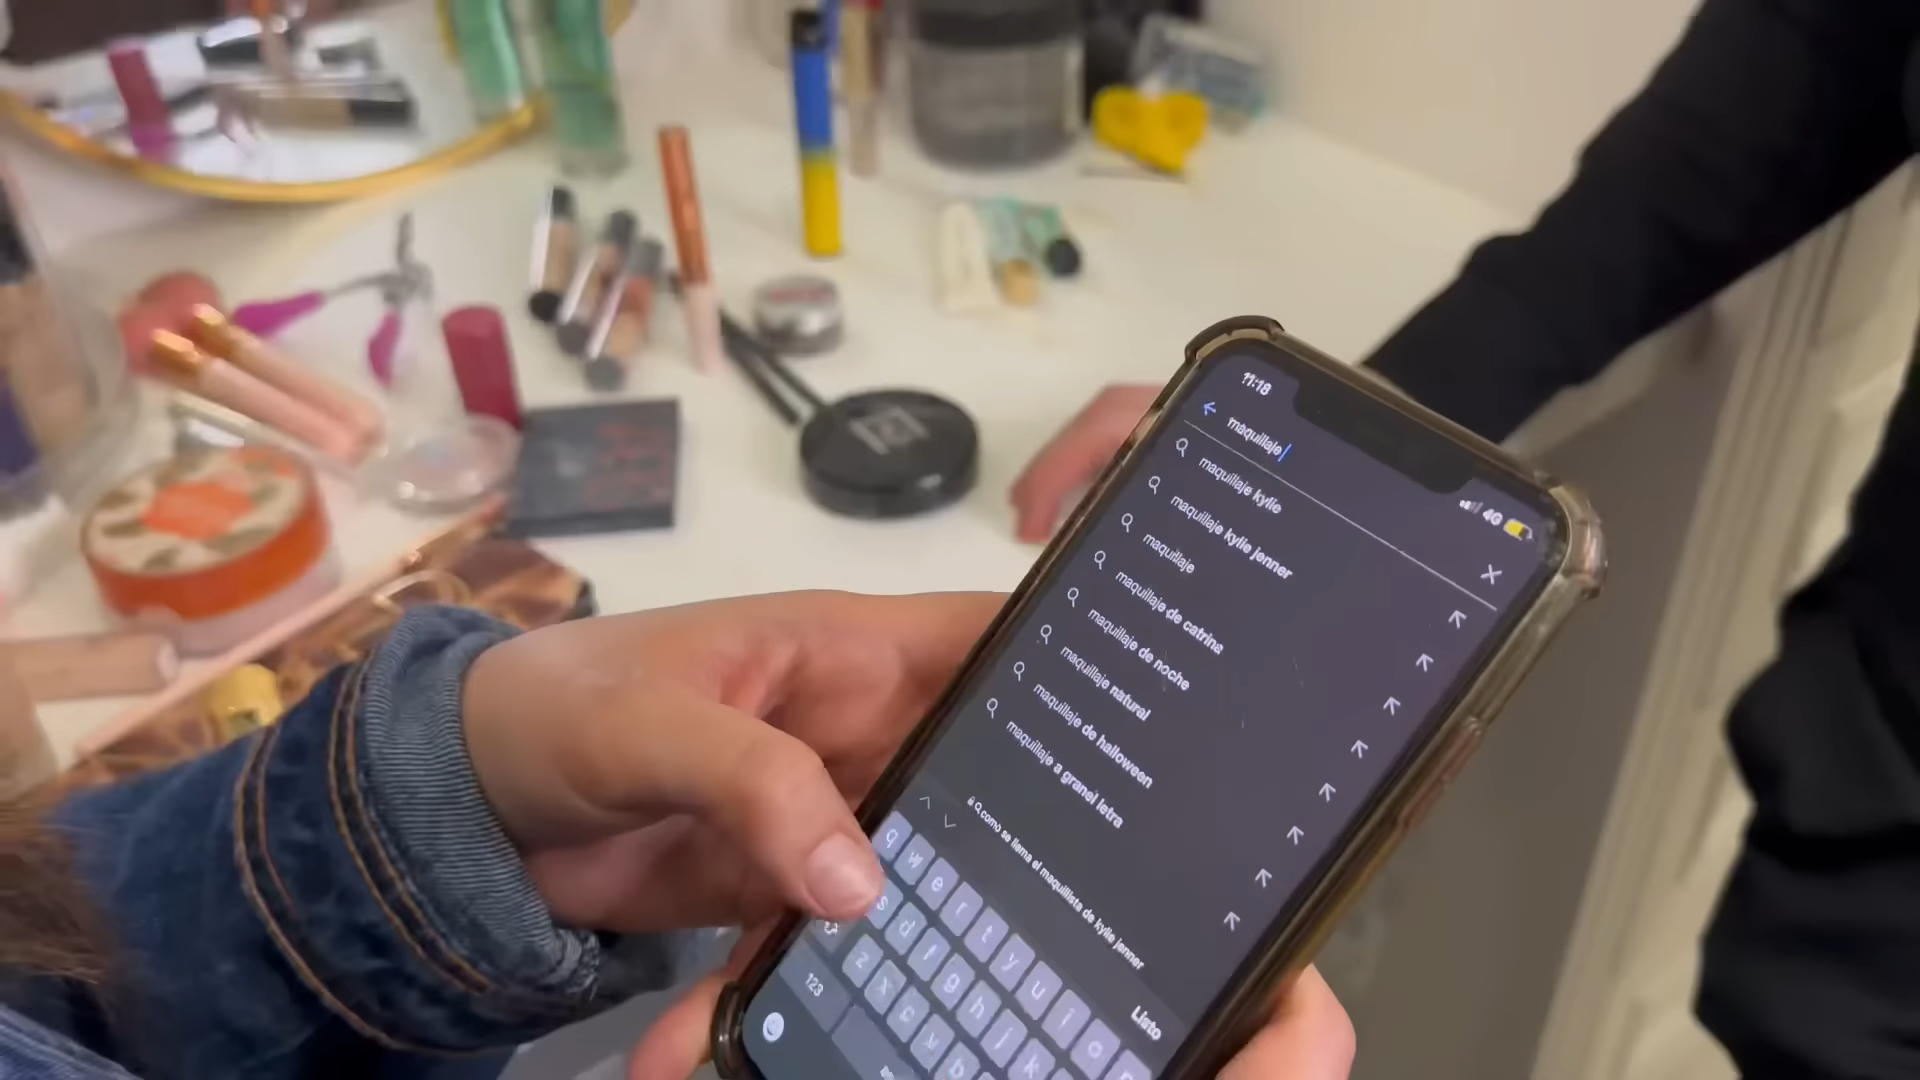 11:18
4G
maquillaje
maquillaje kylie
maquillaje kylie jenner
maquillaje
maquillaje de catrina
maquillaje de noche
maquillaje natural
maquillaje de halloween
maquillaje a granel letra
como se llema el maquillista de kylie jenner
Listo
q w e r t y u i o
s d f g h j k
z x c v b
123